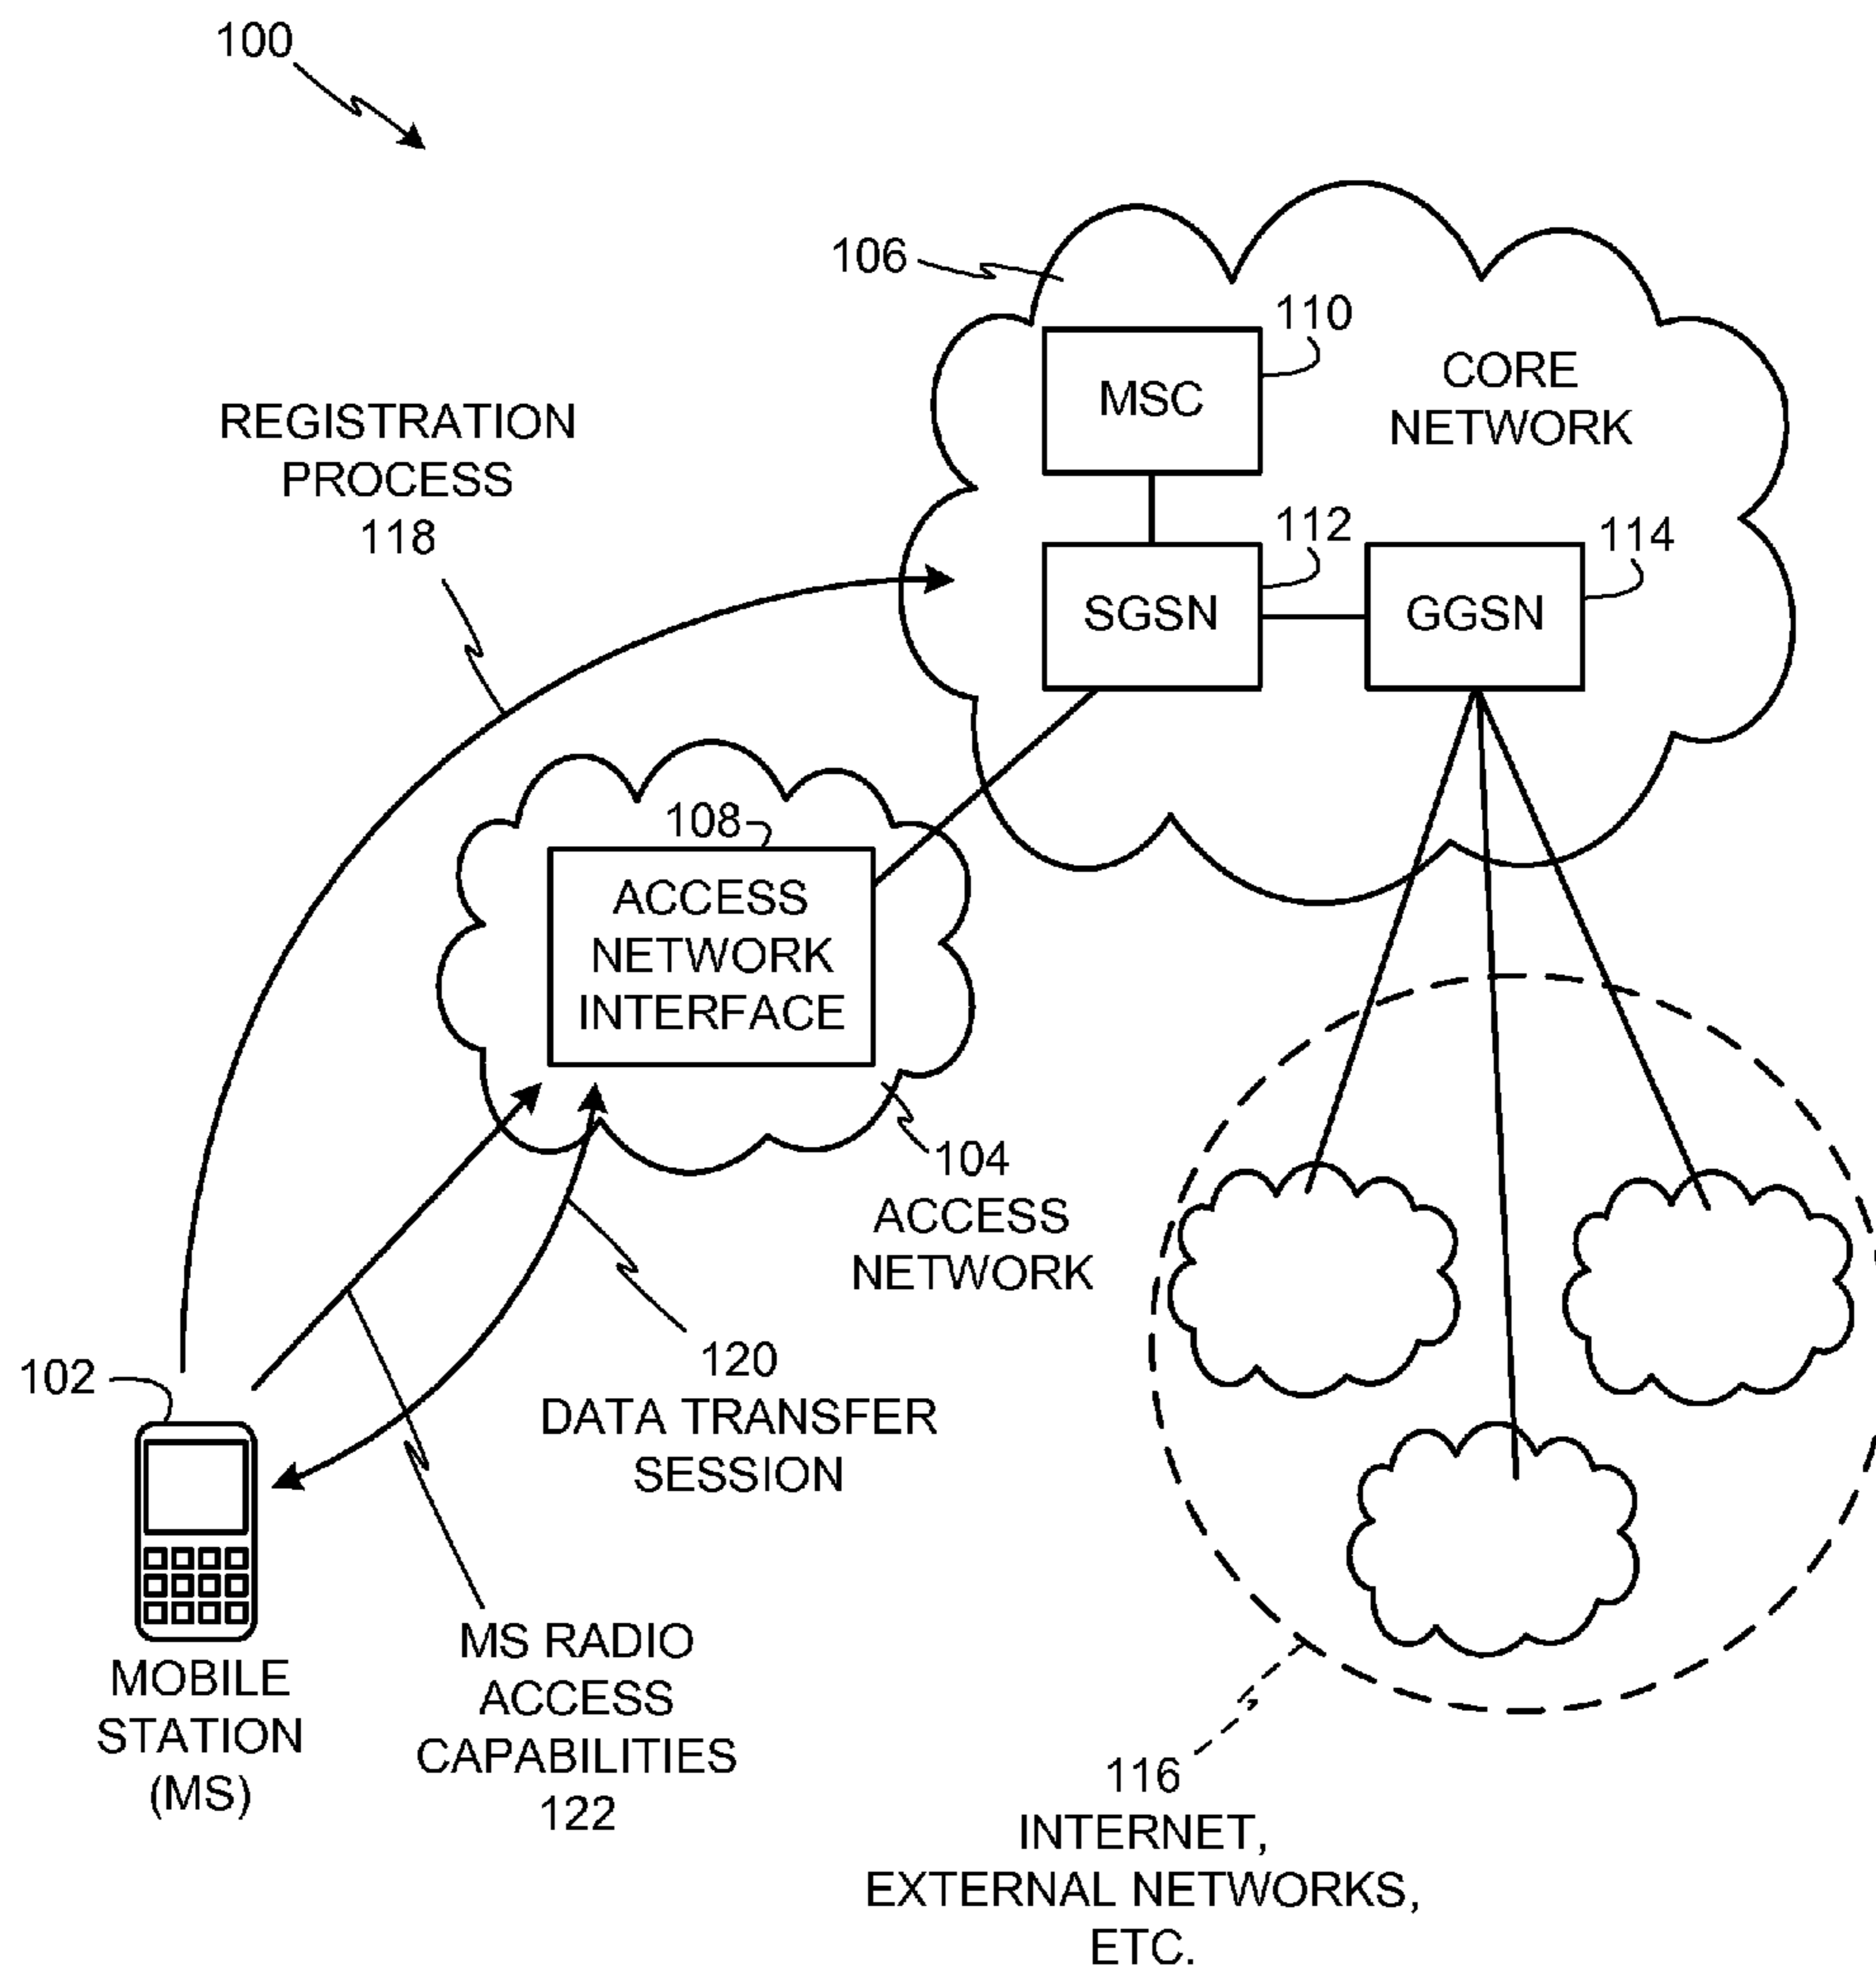 100
106
110
MSC
CORE
NETWORK
REGISTRATION
PROCESS
118
112
114
SGSN
GGSN
108
ACCESS
NETWORK
INTERFACE
104
ACCESS
NETWORK
102
120
DATA TRANSFER
SESSION
MOBILE
STATION
(MS)
MS RADIO
ACCESS
CAPABILITIES
122
116
INTERNET,
EXTERNAL NETWORKS,
ETC.